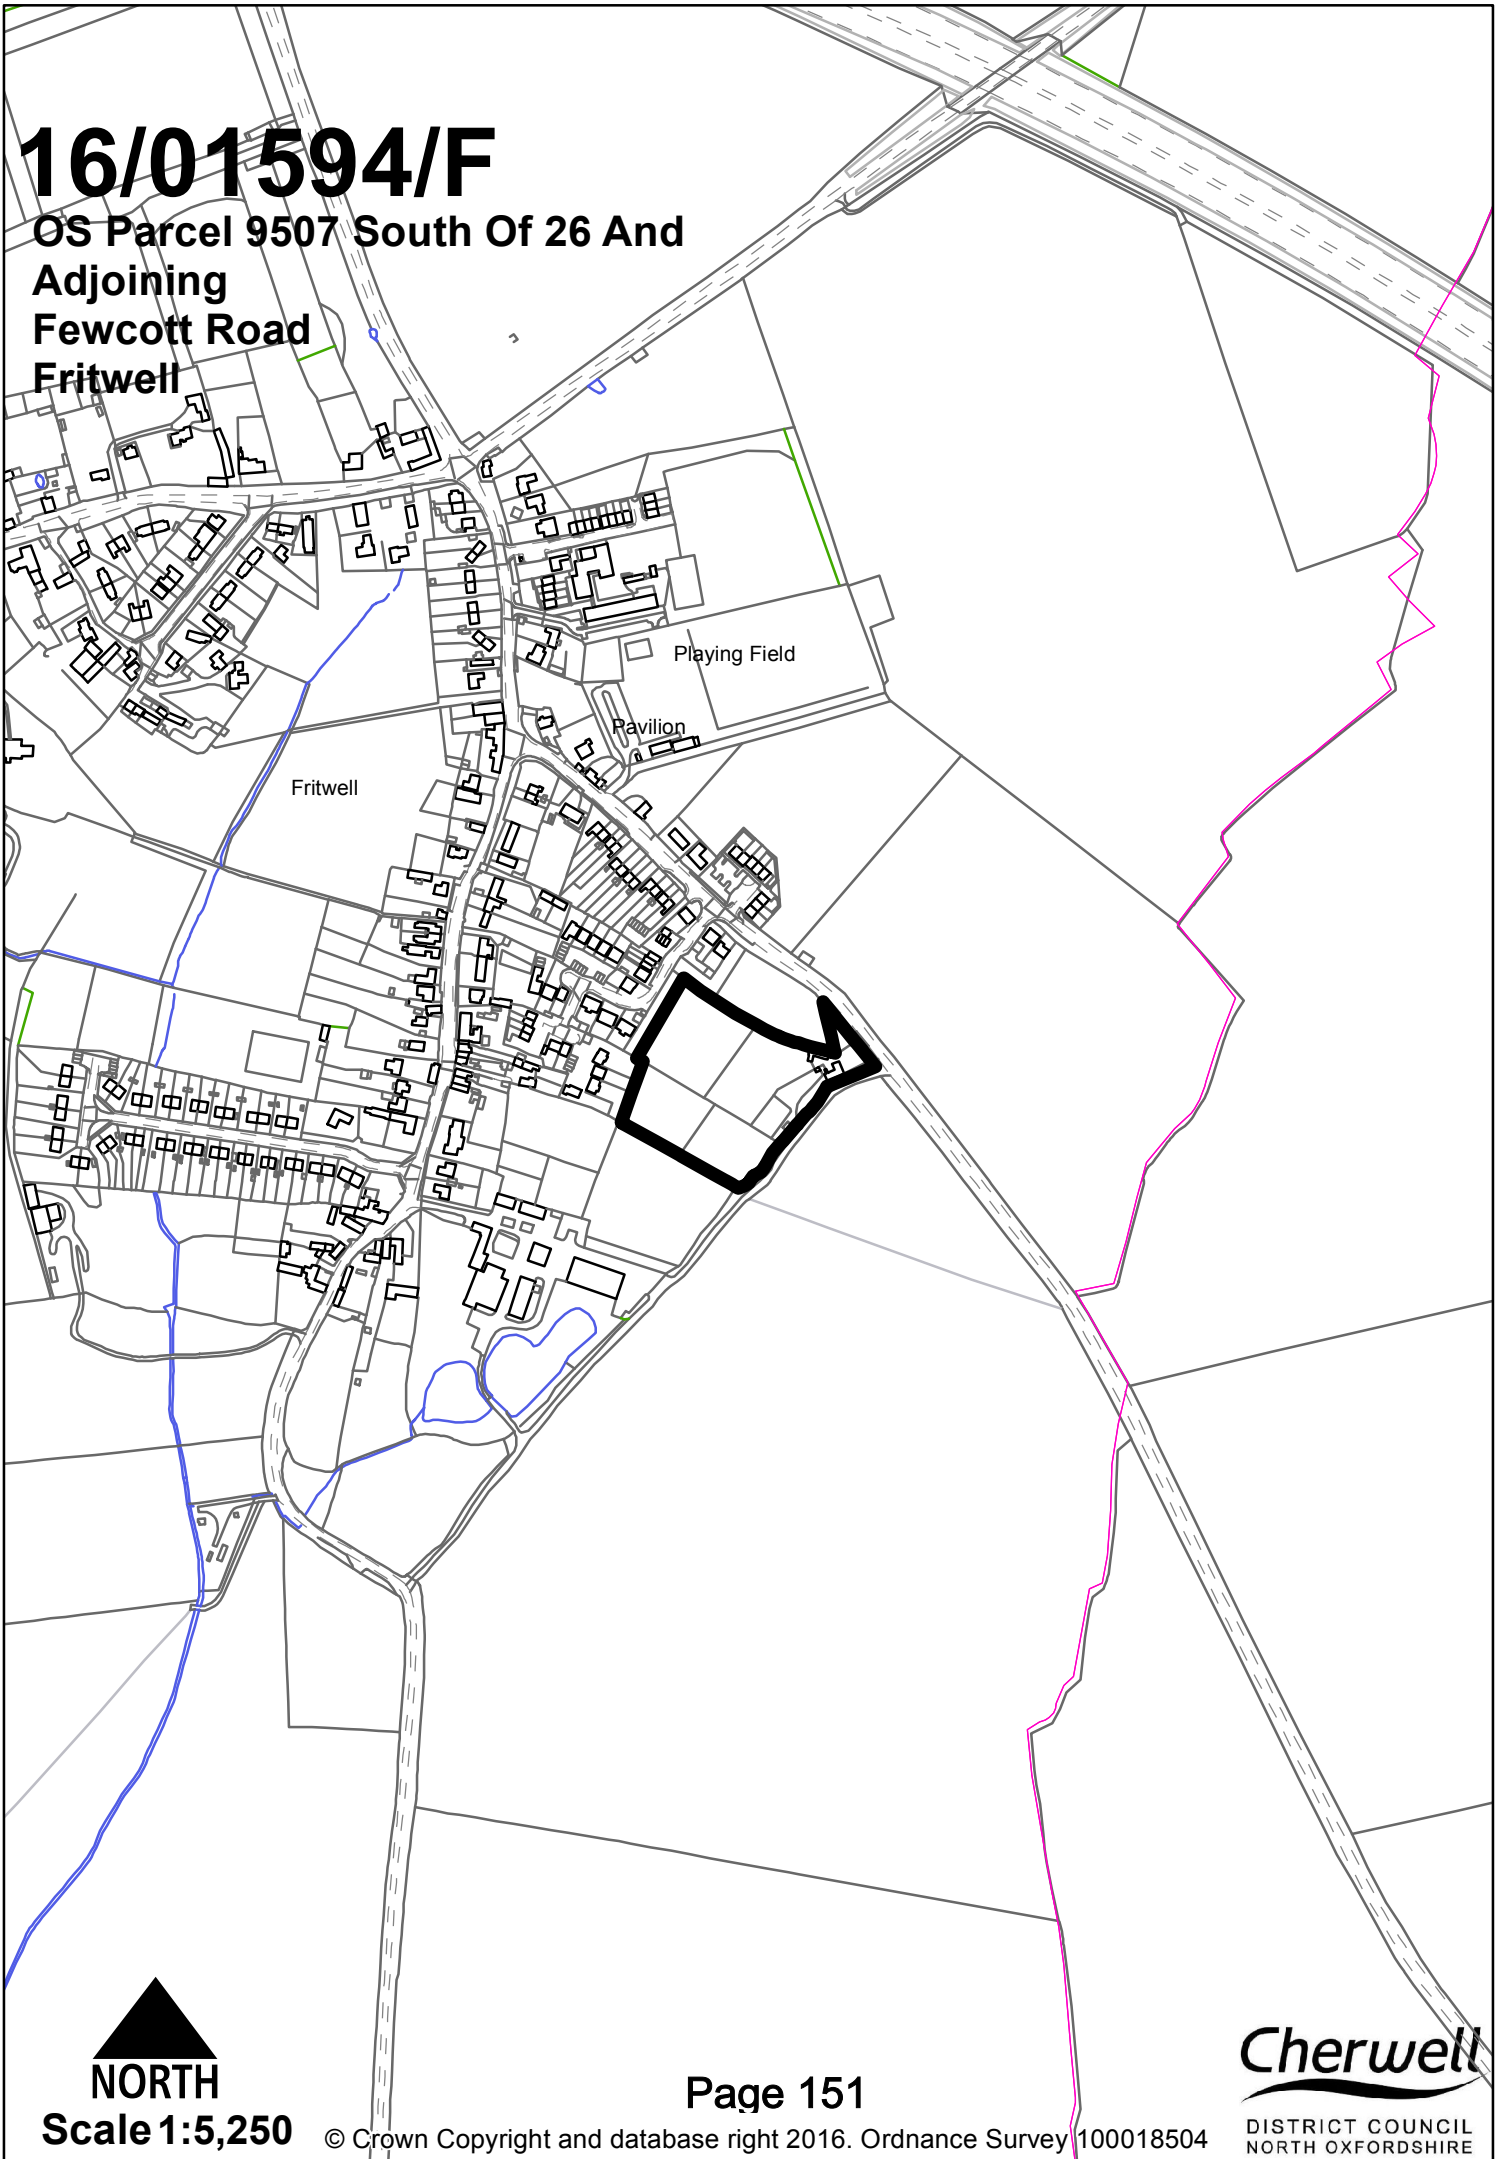 16/01594/F
OS Parcel 9507 South Of 26 And
Adjoining
Fewcott Road
Fritwell
Playing Field
Pavilion
Fritwell
NORTH
Scale 1:5,250
Page 151
© Crown Copyright and database right 2016. Ordnance Survey 100018504
Cherwell
DISTRICT COUNCIL
NORTH OXFORDSHIRE